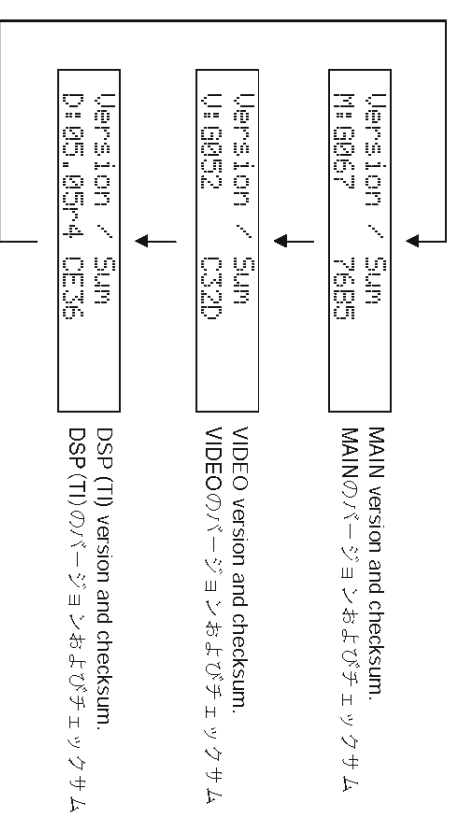 Version / Sum
M:G067 76B5
MAIN version and checksum.
MAINのバージョンおよびチェックサム
Version / Sum
V:G052 C32D
VIDEO version and checksum.
VIDEOのバージョンおよびチェックサム
Version / Sum
D:05.05r4 CE36
DSP (TI) version and checksum.
DSP (TI)のバージョンおよびチェックサム